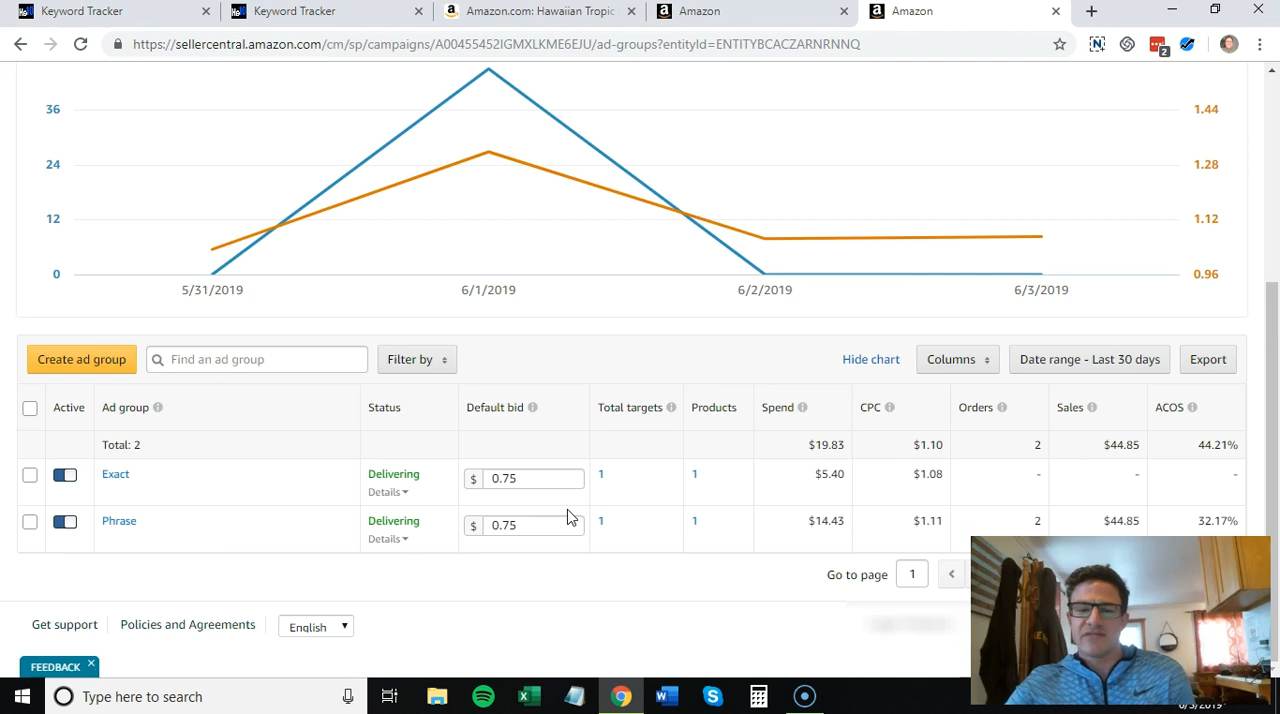 H10 Keyword Tracker × H10 Keyword Tracker × Amazon.com: Hawaiian Tropic × Amazon × Amazon ×
https://sellercentral.amazon.com/cm/sp/campaigns/A00455452IGMXLKME6EJU/ad-groups?entityId=ENTITYBCACZARNRNNQ 2
36 1.44
24 1.28
12 1.12
0 0.96
5/31/2019 6/1/2019 6/2/2019 6/3/2019
Create ad group Find an ad group Filter by Hide chart Columns Date range - Last 30 days Export
Active Ad group Status Default bid Total targets Products Spend CPC Orders Sales ACOS
Total: 2 $19.83 $1.10 2 $44.85 44.21%
Exact Delivering $ 0.75 1 1 $5.40 $1.08 - - -
Details
Phrase Delivering $ 0.75 1 1 $14.43 $1.11 2 $44.85 32.17%
Details
Go to page 1
Get support Policies and Agreements English
FEEDBACK ×
Type here to search